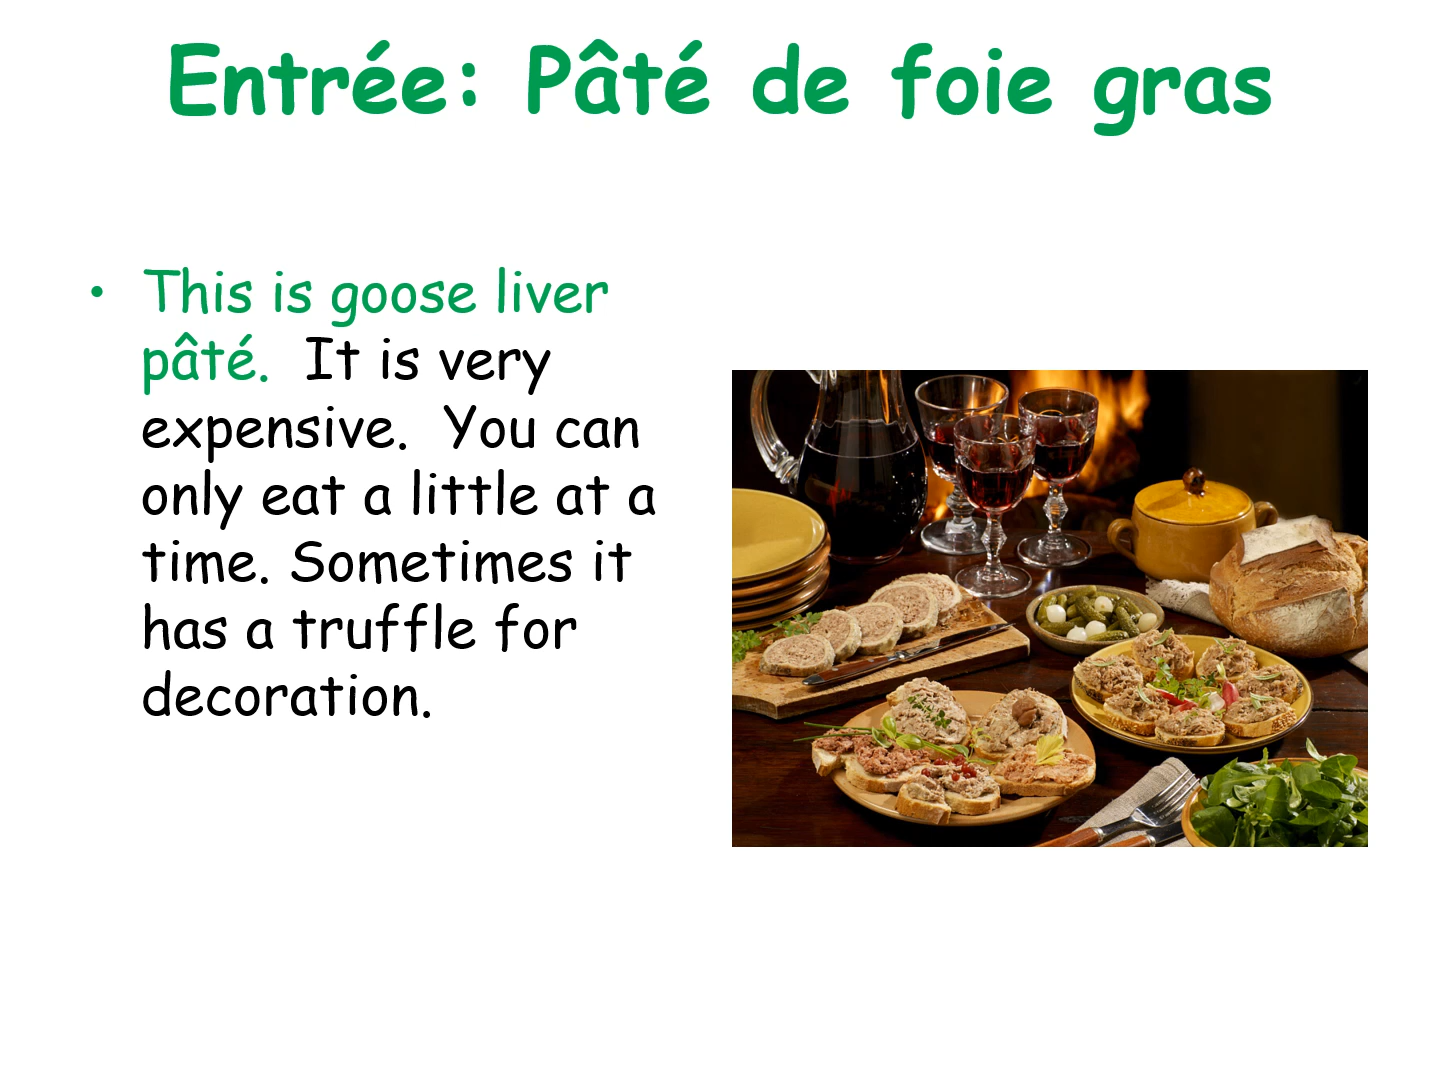 Entrée: Pâté de foie gras
• This is goose liver
pâté.  It is very
expensive.  You can
only eat a little at a
time. Sometimes it
has a truffle for
decoration.